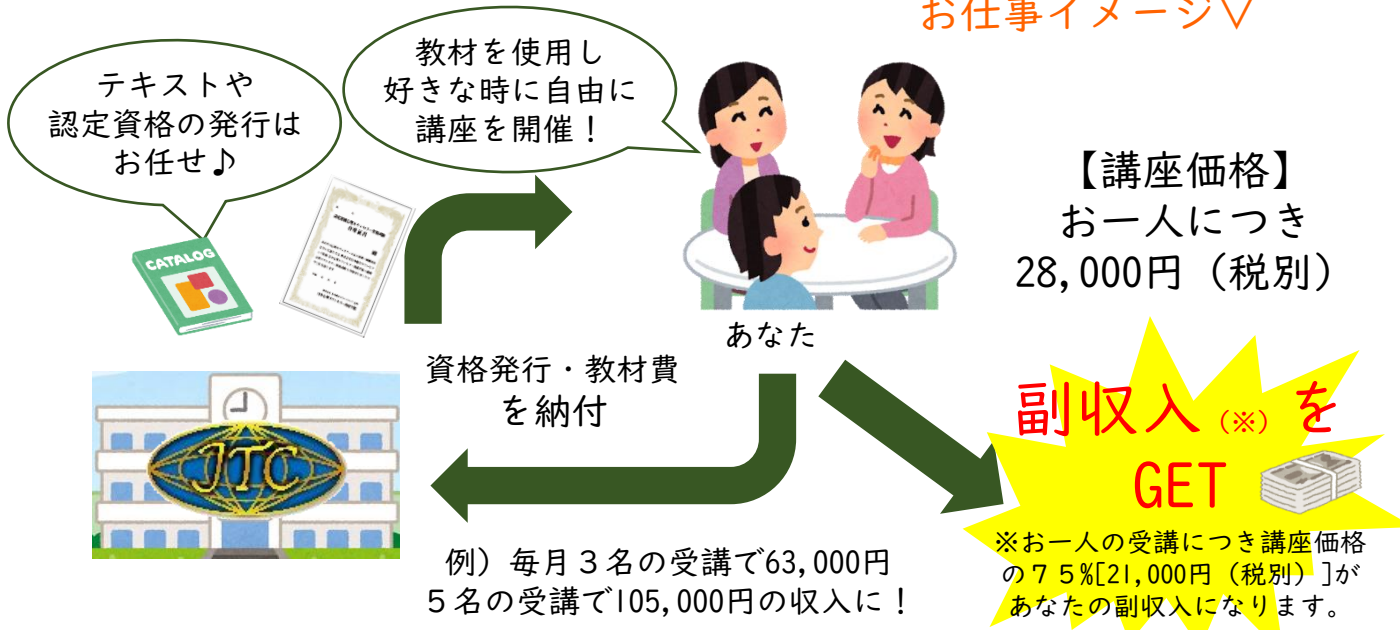 お仕事イメージ▽
テキストや
認定資格の発行は
お任せ♪
教材を使用し
好きな時に自由に
講座を開催！
CATALOG
あなた
【講座価格】
お一人につき
28,000円（税別）
資格発行・教材費
を納付
JTC
副収入（※）を
GET
※お一人の受講につき講座価格
の７５%[21,000円（税別）]が
あなたの副収入になります。
例）毎月３名の受講で63,000円
５名の受講で105,000円の収入に！